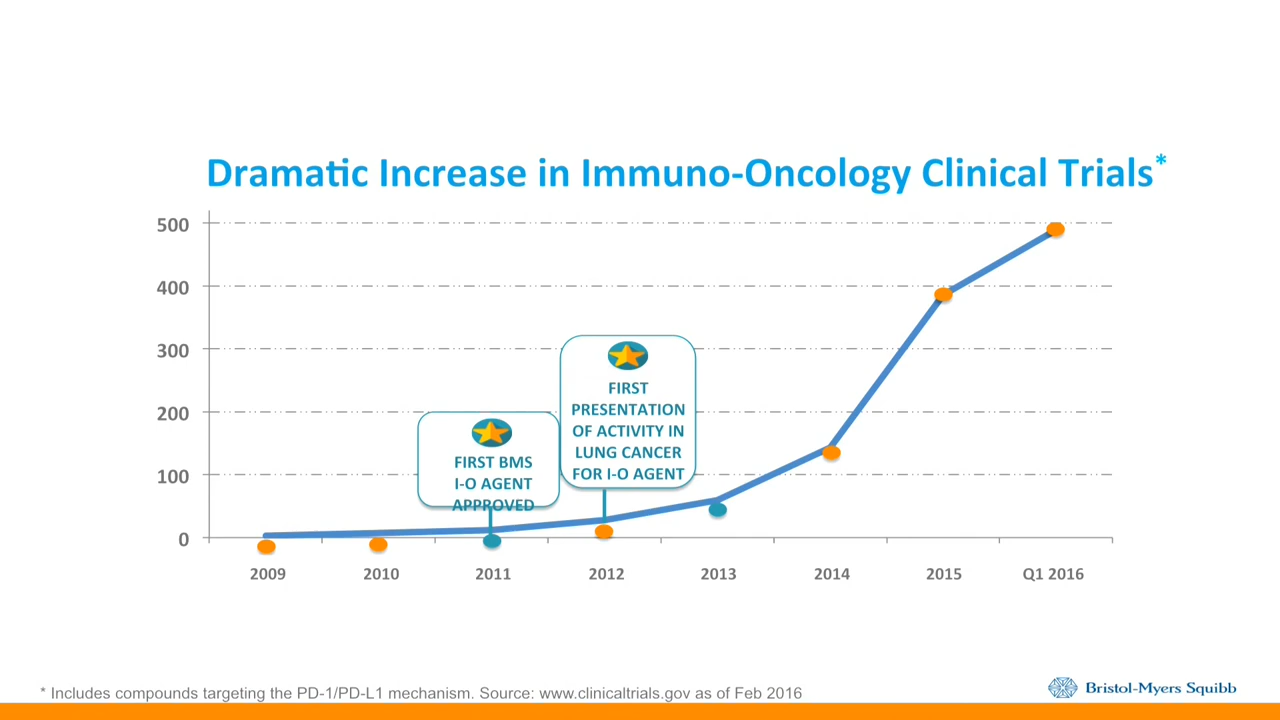 Dramatic Increase in Immuno-Oncology Clinical Trials*
500
400
300
200
100
0
FIRST BMS
I-O AGENT
APPROVED
FIRST
PRESENTATION
OF ACTIVITY IN
LUNG CANCER
FOR I-O AGENT
2009 2010 2011 2012 2013 2014 2015 Q1 2016
* Includes compounds targeting the PD-1/PD-L1 mechanism. Source: www.clinicaltrials.gov as of Feb 2016
Bristol-Myers Squibb